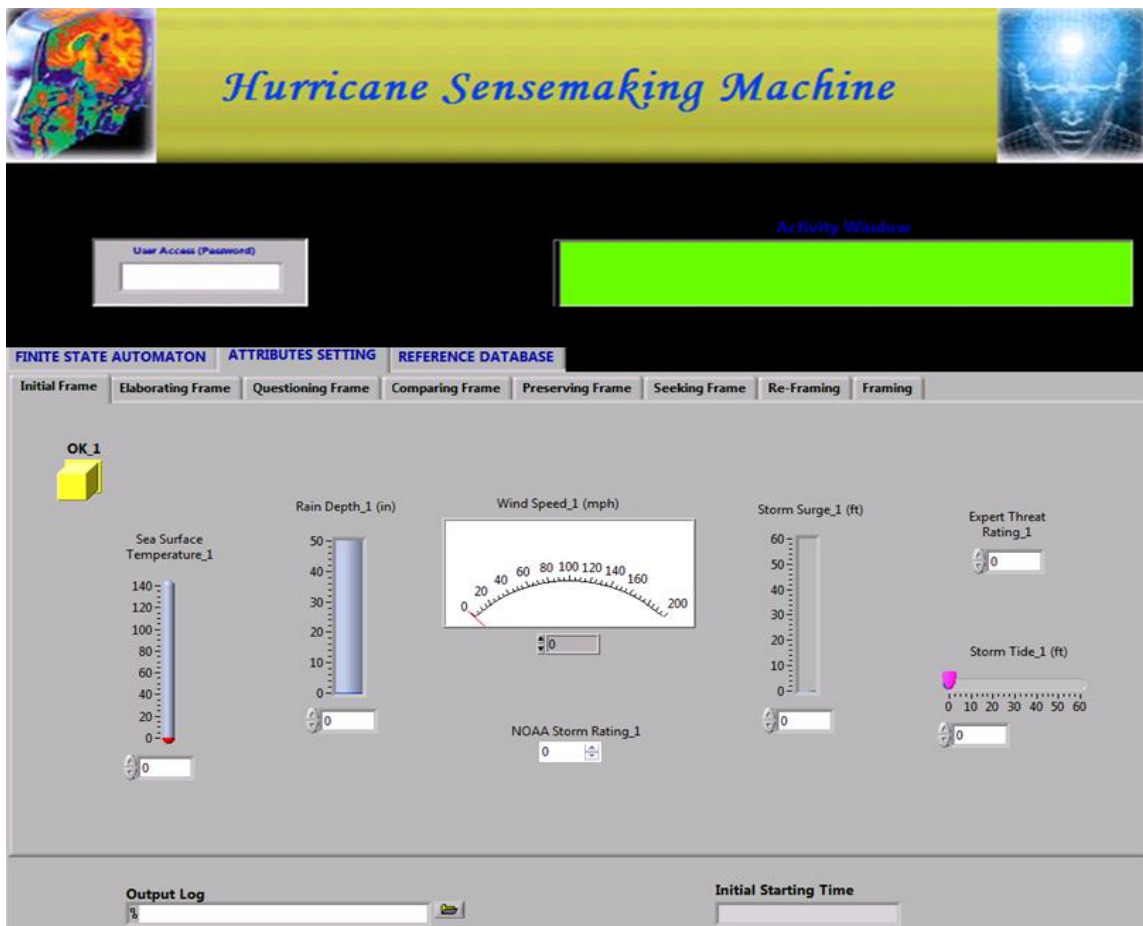 Hurricane Sensemaking Machine
Activity Window
User Access (Password)
FINITE STATE AUTOMATON ATTRIBUTES SETTING REFERENCE DATABASE
Initial Frame Elaborating Frame Questioning Frame Comparing Frame Preserving Frame Seeking Frame Re-Framing Framing
OK_1
Sea Surface
Temperature_1
140
120
100
80
60
40
20
0
0
Rain Depth_1 (in)
50
40
30
20
10
0
0
Wind Speed_1 (mph)
0 20 40 60 80 100 120 140 160 200
0
NOAA Storm Rating_1
0
Storm Surge_1 (ft)
60
50
40
30
20
10
0
0
Expert Threat
Rating_1
0
Storm Tide_1 (ft)
0 10 20 30 40 50 60
0
Output Log
Initial Starting Time